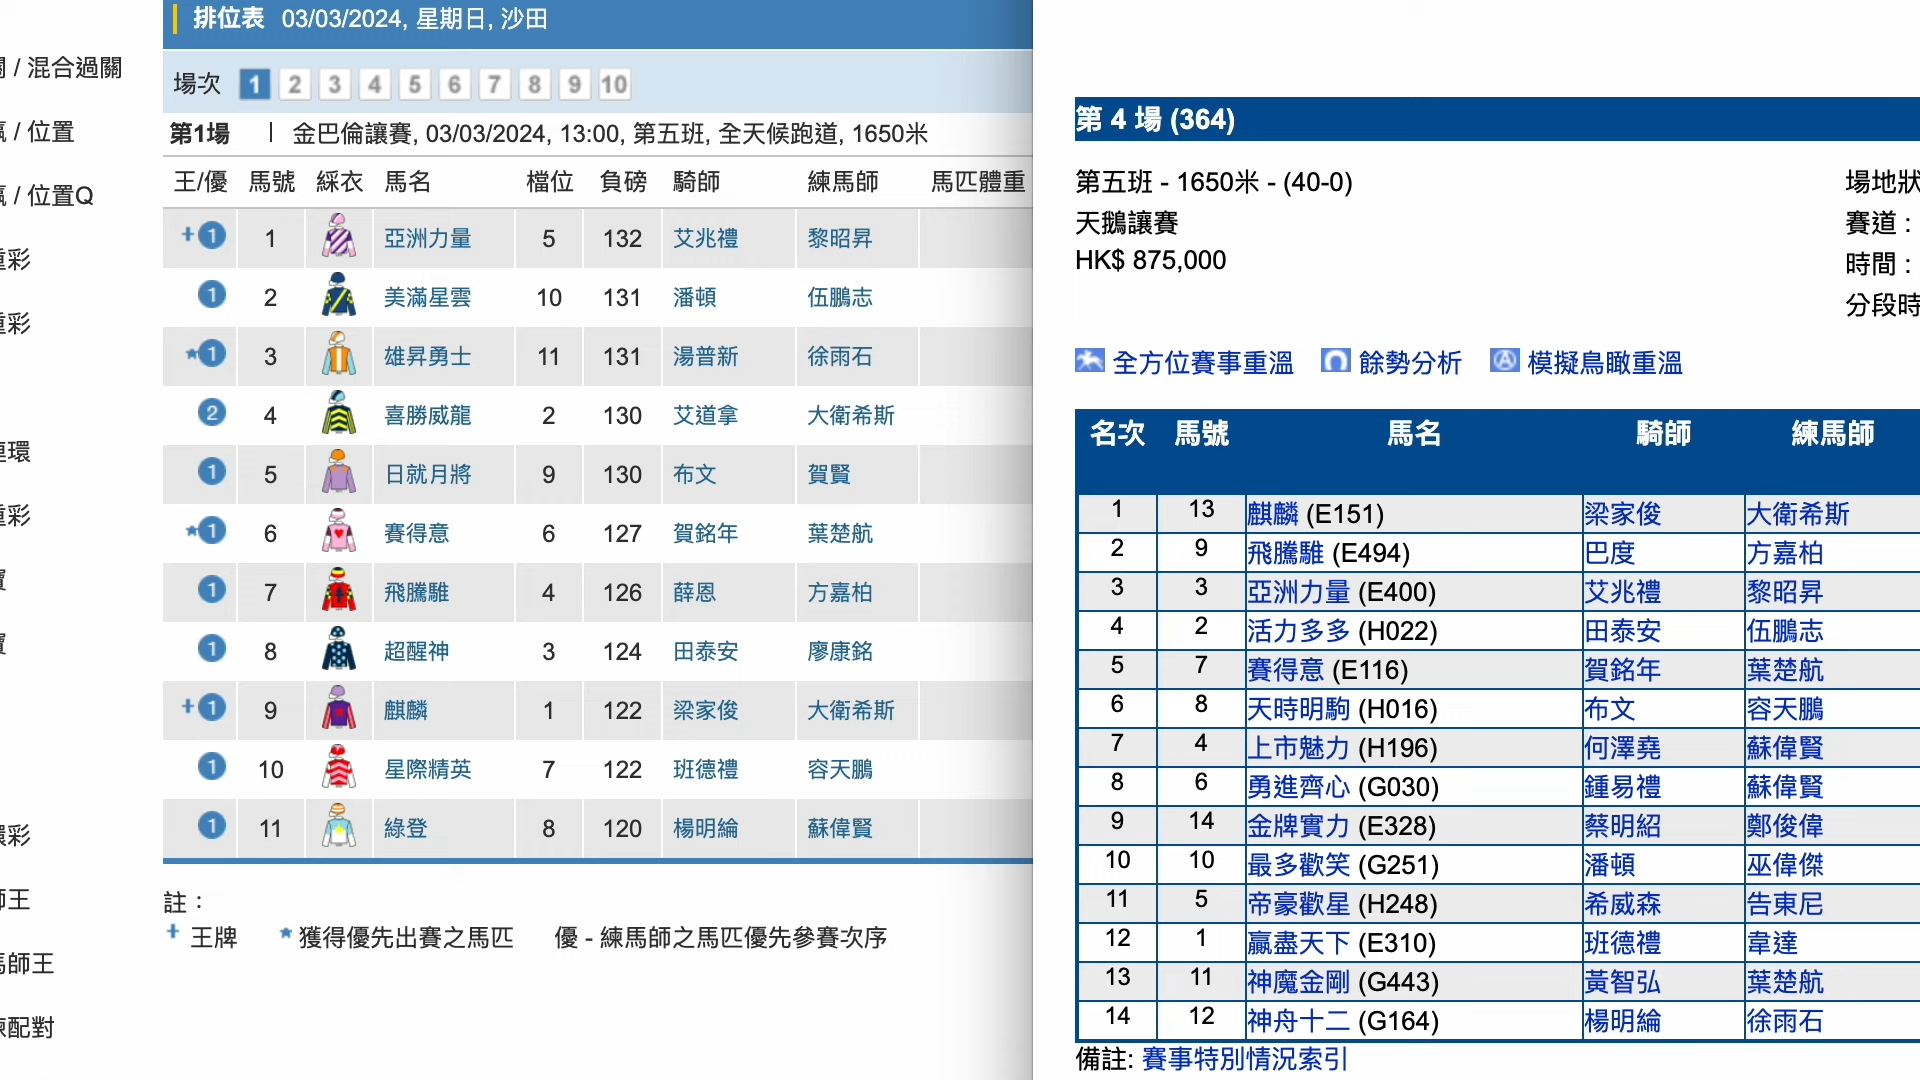 / 混合過關
/ 位置
/ 位置Q
重彩
重彩
連環
重彩
寶
寶
環彩
師王
馬師王
練配對
排位表 03/03/2024, 星期日, 沙田
場次 1 2 3 4 5 6 7 8 9 10
第1場 | 金巴倫讓賽, 03/03/2024, 13:00, 第五班, 全天候跑道, 1650米
王/優 馬號 綵衣 馬名 檔位 負磅 騎師 練馬師 馬匹體重
+ 1 1 亞洲力量 5 132 艾兆禮 黎昭昇
1 2 美滿星雲 10 131 潘頓 伍鵬志
* 1 3 雄昇勇士 11 131 湯普新 徐雨石
2 4 喜勝威龍 2 130 艾道拿 大衛希斯
1 5 日就月將 9 130 布文 賀賢
* 1 6 賽得意 6 127 賀銘年 葉楚航
1 7 飛騰騅 4 126 薛恩 方嘉柏
1 8 超醒神 3 124 田泰安 廖康銘
+ 1 9 麒麟 1 122 梁家俊 大衛希斯
1 10 星際精英 7 122 班德禮 容天鵬
1 11 綠登 8 120 楊明綸 蘇偉賢
註：
+ 王牌 * 獲得優先出賽之馬匹 優 - 練馬師之馬匹優先參賽次序
第 4 場 (364)
第五班 - 1650米 - (40-0) 場地狀
天鵝讓賽 賽道 :
HK$ 875,000 時間 :
分段時
全方位賽事重溫 餘勢分析 模擬鳥瞰重溫
名次 馬號 馬名 騎師 練馬師
1 13 麒麟 (E151) 梁家俊 大衛希斯
2 9 飛騰騅 (E494) 巴度 方嘉柏
3 3 亞洲力量 (E400) 艾兆禮 黎昭昇
4 2 活力多多 (H022) 田泰安 伍鵬志
5 7 賽得意 (E116) 賀銘年 葉楚航
6 8 天時明駒 (H016) 布文 容天鵬
7 4 上市魅力 (H196) 何澤堯 蘇偉賢
8 6 勇進齊心 (G030) 鍾易禮 蘇偉賢
9 14 金牌實力 (E328) 蔡明紹 鄭俊偉
10 10 最多歡笑 (G251) 潘頓 巫偉傑
11 5 帝豪歡星 (H248) 希威森 告東尼
12 1 贏盡天下 (E310) 班德禮 韋達
13 11 神魔金剛 (G443) 黃智弘 葉楚航
14 12 神舟十二 (G164) 楊明綸 徐雨石
備註: 賽事特別情況索引